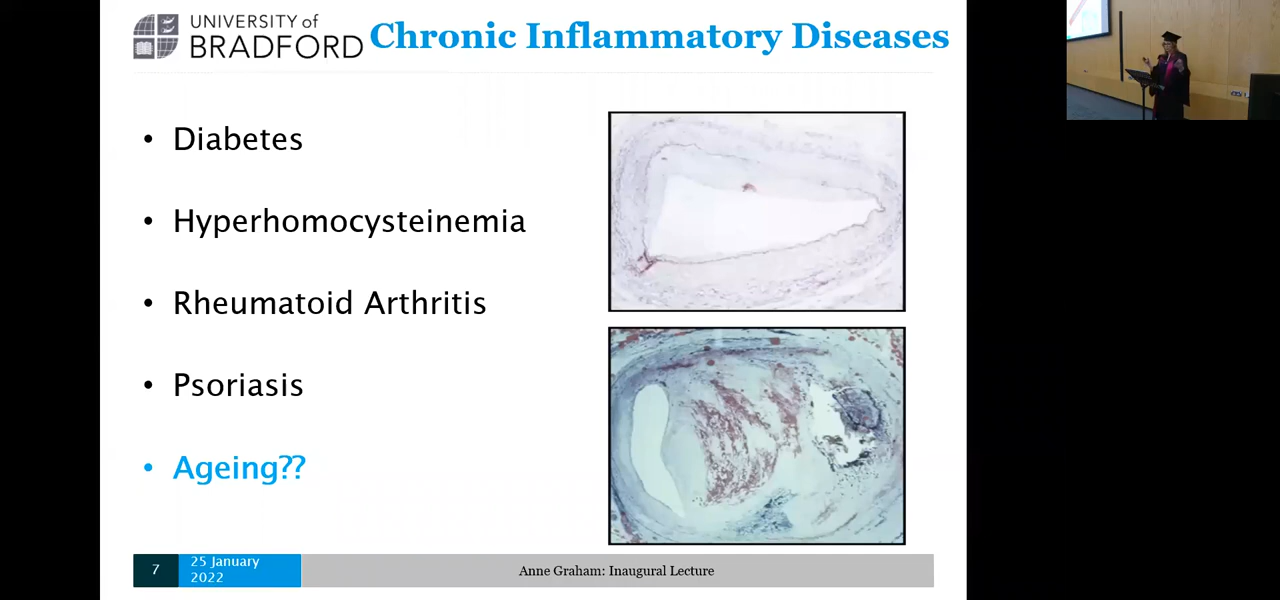 UNIVERSITY of
BRADFORD
Chronic Inflammatory Diseases
• Diabetes
• Hyperhomocysteinemia
• Rheumatoid Arthritis
• Psoriasis
• Ageing??
7
25 January
2022
Anne Graham: Inaugural Lecture